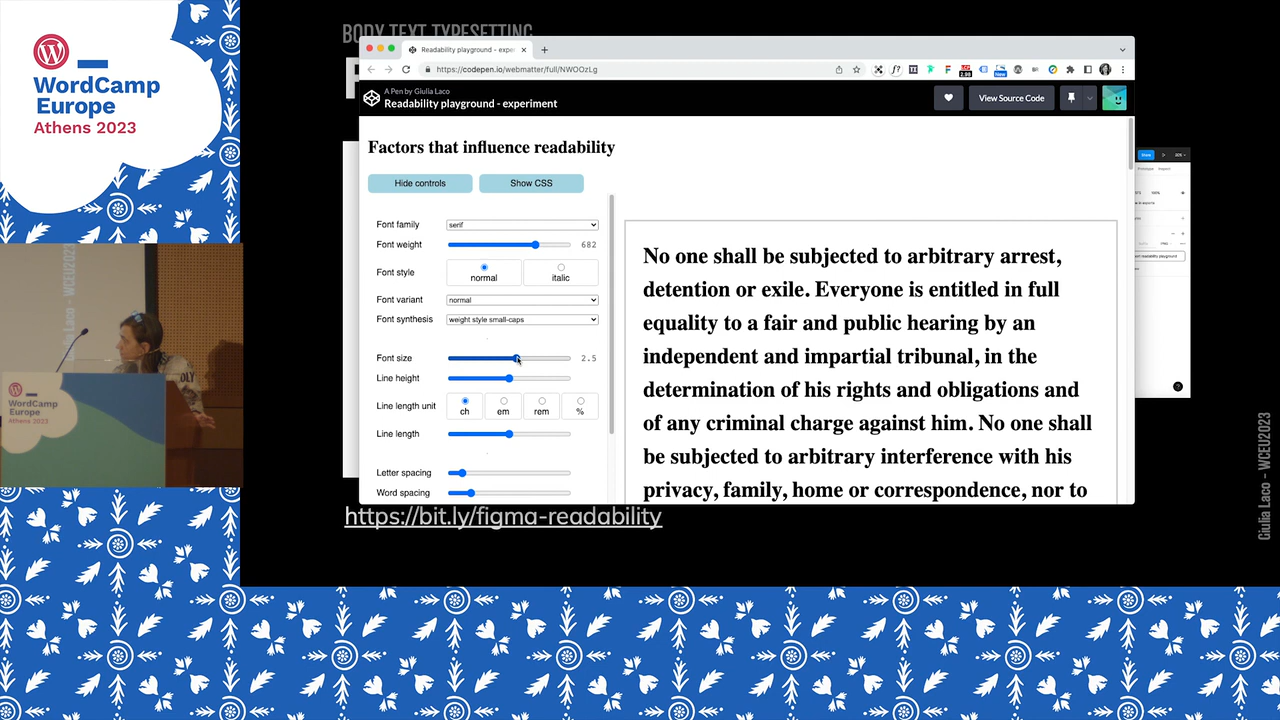 WordCamp
Europe
Athens 2023
BODY TEXT TYPESETTING
Readability playground - exper
https://codepen.io/webmatter/full/NWOOzLg
A Pen by Giulia Laco
Readability playground - experiment
View Source Code
Factors that influence readability
Hide controls
Show CSS
Font family
serif
Font weight
682
Font style
normal
italic
Font variant
normal
Font synthesis
weight style small-caps
Font size
2.5
Line height
Line length unit
ch
em
rem
%
Line length
Letter spacing
Word spacing
No one shall be subjected to arbitrary arrest,
detention or exile. Everyone is entitled in full
equality to a fair and public hearing by an
independent and impartial tribunal, in the
determination of his rights and obligations and
of any criminal charge against him. No one shall
be subjected to arbitrary interference with his
privacy, family, home or correspondence, nor to
https://bit.ly/figma-readability
Giulia Laco - WCEU2023
Laco - WCEU2023
WordCamp
Europe
Athens 2023